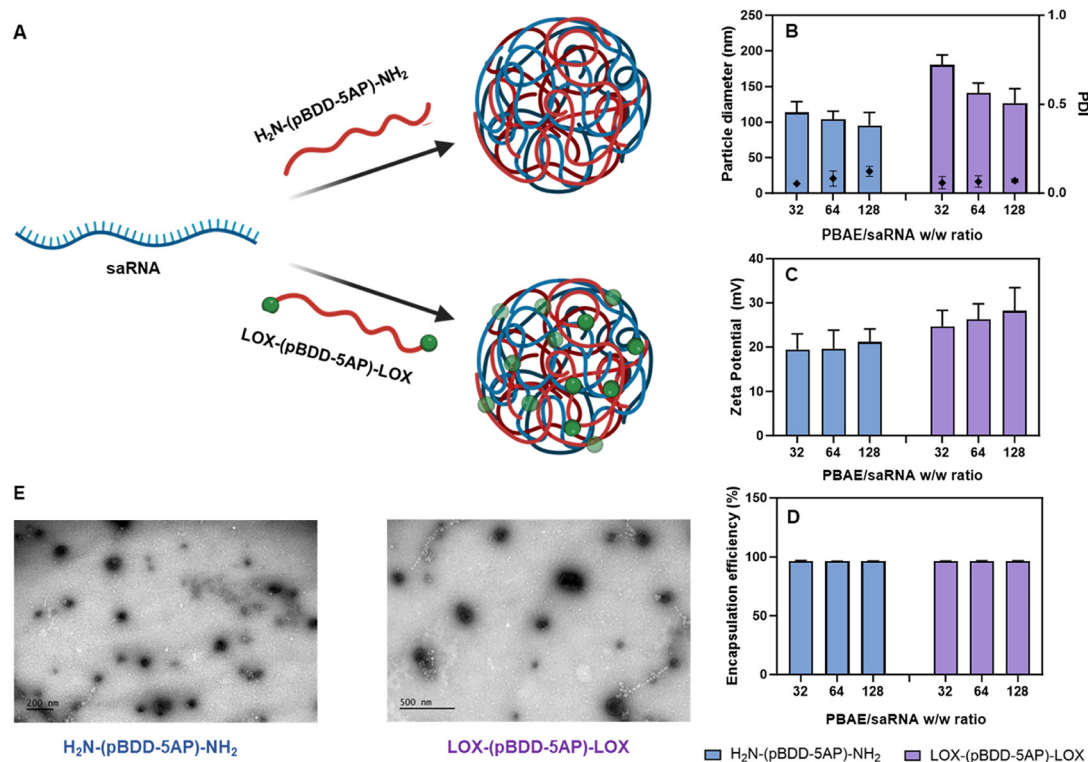 A
H₂N-(pBDD-5AP)-NH₂
saRNA
LOX-(pBDD-5AP)-LOX
B
Particle diameter (nm)
250
200
150
100
50
0
1.0
0.5
0.0
PDI
32 64 128 32 64 128
PBAE/saRNA w/w ratio
C
Zeta Potential (mV)
40
30
20
10
0
32 64 128 32 64 128
PBAE/saRNA w/w ratio
D
Encapsulation efficiency (%)
150
100
50
0
32 64 128 32 64 128
PBAE/saRNA w/w ratio
E
200 nm
500 nm
H₂N-(pBDD-5AP)-NH₂
LOX-(pBDD-5AP)-LOX
H₂N-(pBDD-5AP)-NH₂ LOX-(pBDD-5AP)-LOX